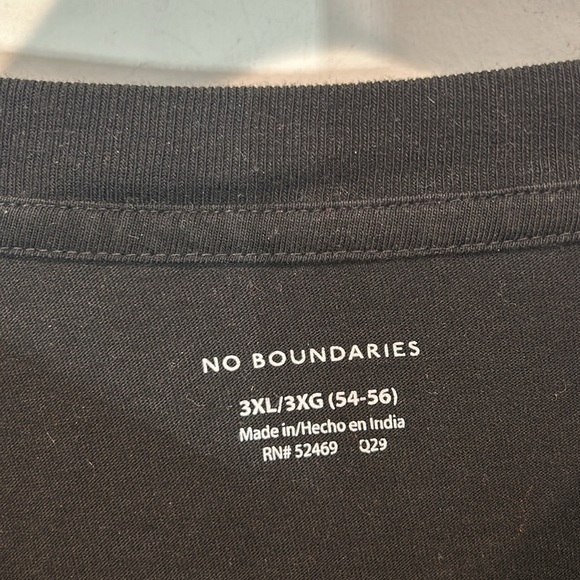 NO BOUNDARIES
3XL/3XG (54-56)
Made in/Hecho en India
RN# 52469 Q29